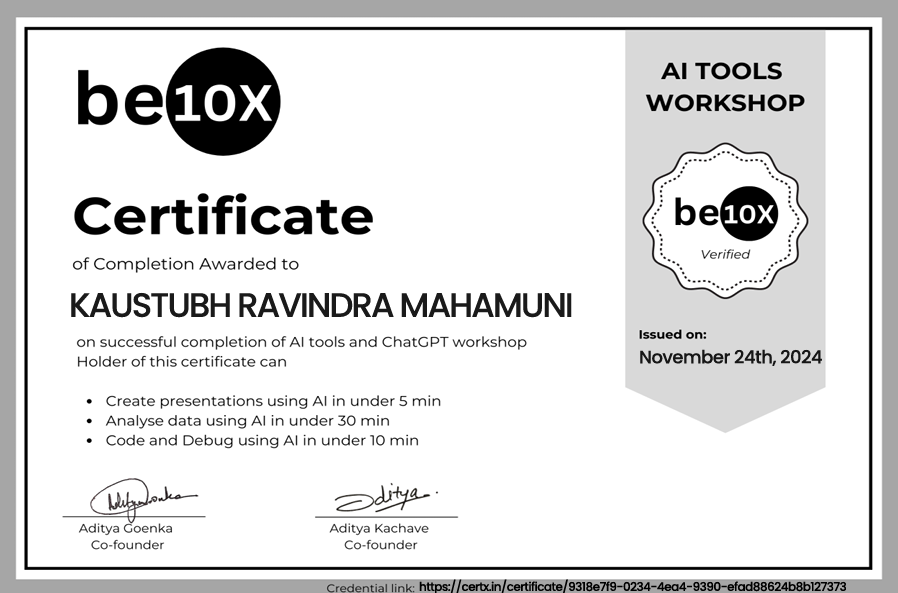 be10X
Certificate
of Completion Awarded to
KAUSTUBH RAVINDRA MAHAMUNI
on successful completion of AI tools and ChatGPT workshop
Holder of this certificate can
• Create presentations using AI in under 5 min
• Analyse data using AI in under 30 min
• Code and Debug using AI in under 10 min
Aditya Goenka
Co-founder
Aditya
Aditya Kachave
Co-founder
AI TOOLS
WORKSHOP
be10X
Verified
Issued on:
November 24th, 2024
Credential link: https://certx.in/certificate/9318e7f9-0234-4ea4-9390-efad88624b8b127373